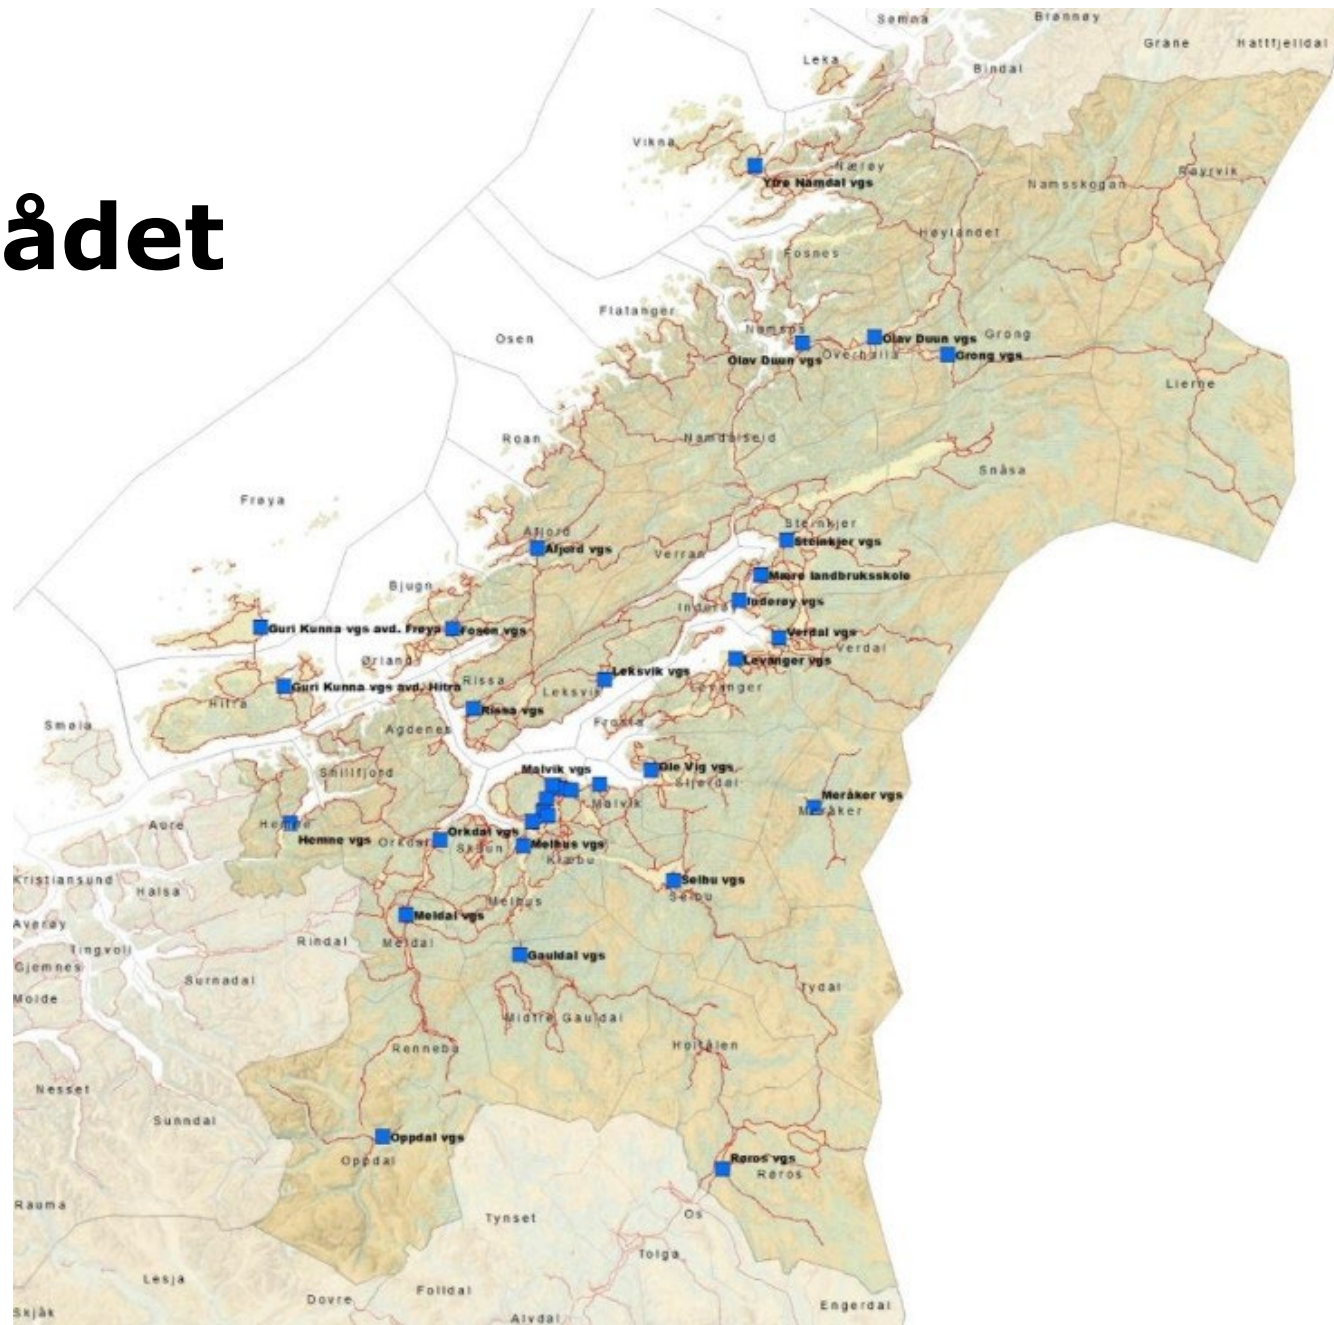 Sømna
Brønnøy
Grane
Hattfjelldal
Leka
Bindal
Vikna
Nærøy
Ytre Namdal vgs
Namsskogan
Røyrvik
ådet
Høylandet
Fosnes
Flatanger
Osen
Namsos
Grong
Olav Duun vgs
Olav Duun vgs
Overhalla
Grong vgs
Lierne
Roan
Namdalseid
Snåsa
Frøya
Steinkjer
Åfjord
Steinkjer vgs
Åfjord vgs
Verran
Mære landbruksskole
Bjugn
Inderøy
Inderøy vgs
Guri Kunna vgs avd. Frøya
Fosen vgs
Verdal vgs
Verdal
Ørland
Levanger vgs
Leksvik vgs
Rissa
Guri Kunna vgs avd. Hitra
Leksvik
Levanger
Hitra
Rissa vgs
Smøla
Agdenes
Frosta
Snillfjord
Malvik vgs
Ole Vig vgs
Stjørdal
Malvik
Meråker vgs
Meråker
Aure
Hemne
Hemne vgs
Orkdal
Orkdal vgs
Skaun
Melhus vgs
Klæbu
Kristiansund
Halsa
Selbu vgs
Selbu
Melhus
Meldal vgs
Averøy
Tingvoll
Rindal
Meldal
Gauldal vgs
Gjemnes
Surnadal
Tydal
Molde
Midtre Gauldal
Rennebu
Holtålen
Nesset
Sunndal
Oppdal vgs
Oppdal
Røros vgs
Røros
Rauma
Tynset
Os
Tolga
Lesja
Folldal
Dovre
Engerdal
Skjåk
Alvdal